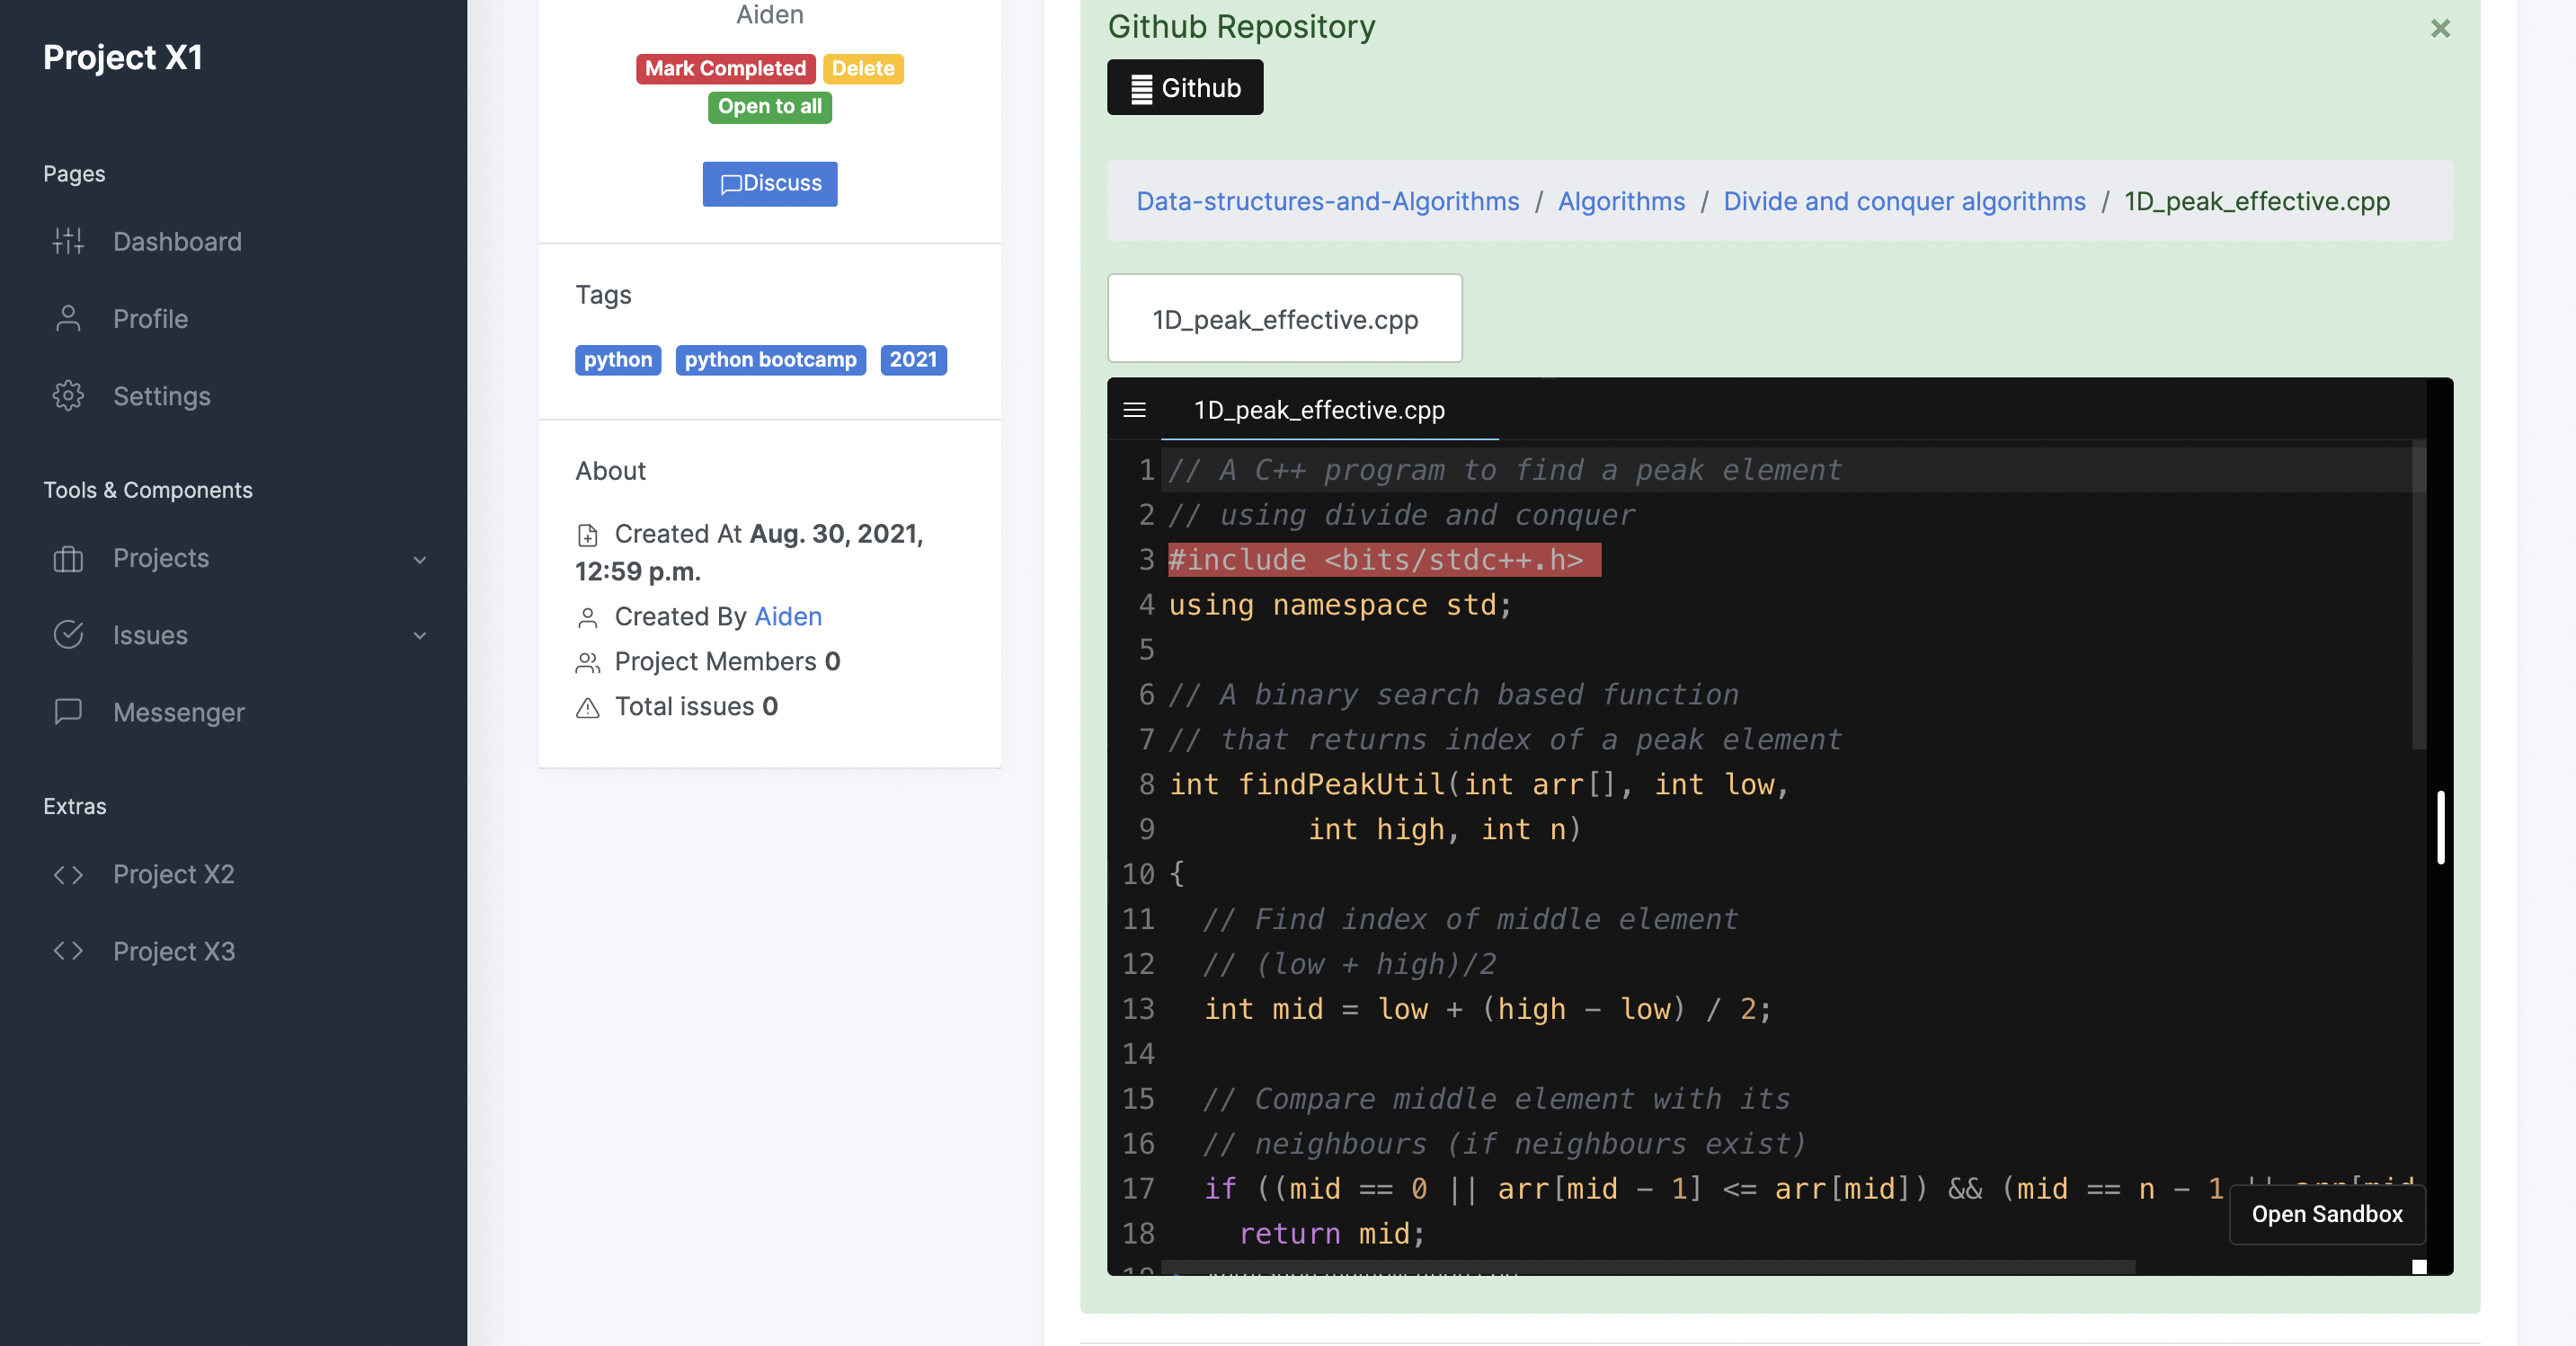 Project X1
Pages
Dashboard
Profile
Settings
Tools & Components
Projects
Issues
Messenger
Extras
Project X2
Project X3
Aiden
Mark Completed Delete
Open to all
Discuss
Tags
python python bootcamp 2021
About
Created At Aug. 30, 2021,
12:59 p.m.
Created By Aiden
Project Members 0
Total issues 0
Github Repository ×
Github
Data-structures-and-Algorithms / Algorithms / Divide and conquer algorithms / 1D_peak_effective.cpp
1D_peak_effective.cpp
1D_peak_effective.cpp
1 // A C++ program to find a peak element
2 // using divide and conquer
3 #include <bits/stdc++.h>
4 using namespace std;
5
6 // A binary search based function
7 // that returns index of a peak element
8 int findPeakUtil(int arr[], int low,
9 int high, int n)
10 {
11 // Find index of middle element
12 // (low + high)/2
13 int mid = low + (high - low) / 2;
14
15 // Compare middle element with its
16 // neighbours (if neighbours exist)
17 if ((mid == 0 || arr[mid - 1] <= arr[mid]) && (mid == n - 1 || arr[mid
18 return mid;
Open Sandbox
19